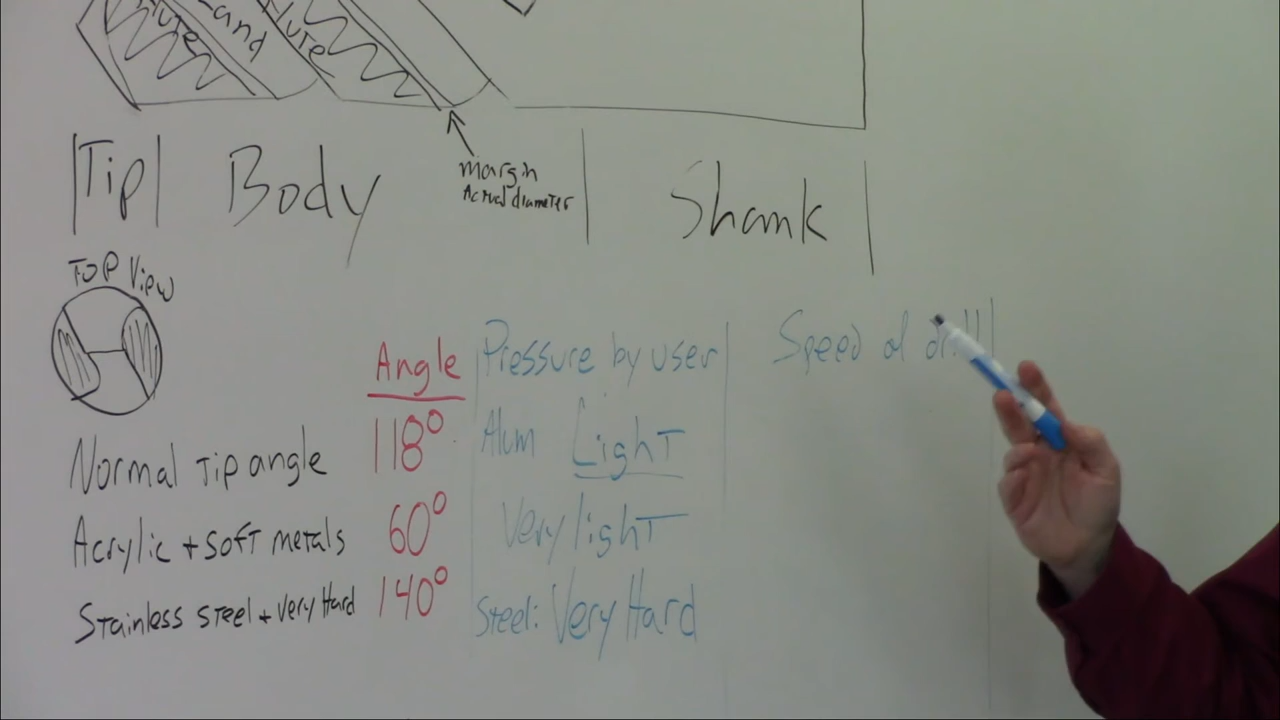 Flute
Land
Flute
margin
Actual diameter
|Tip| Body | Shank |
TOP View
Angle Pressure by user Speed of drill
Normal Tip angle 118° Alum Light
Acrylic + soft metals 60° Very light
Stainless steel + Very Hard 140° Steel: Very Hard